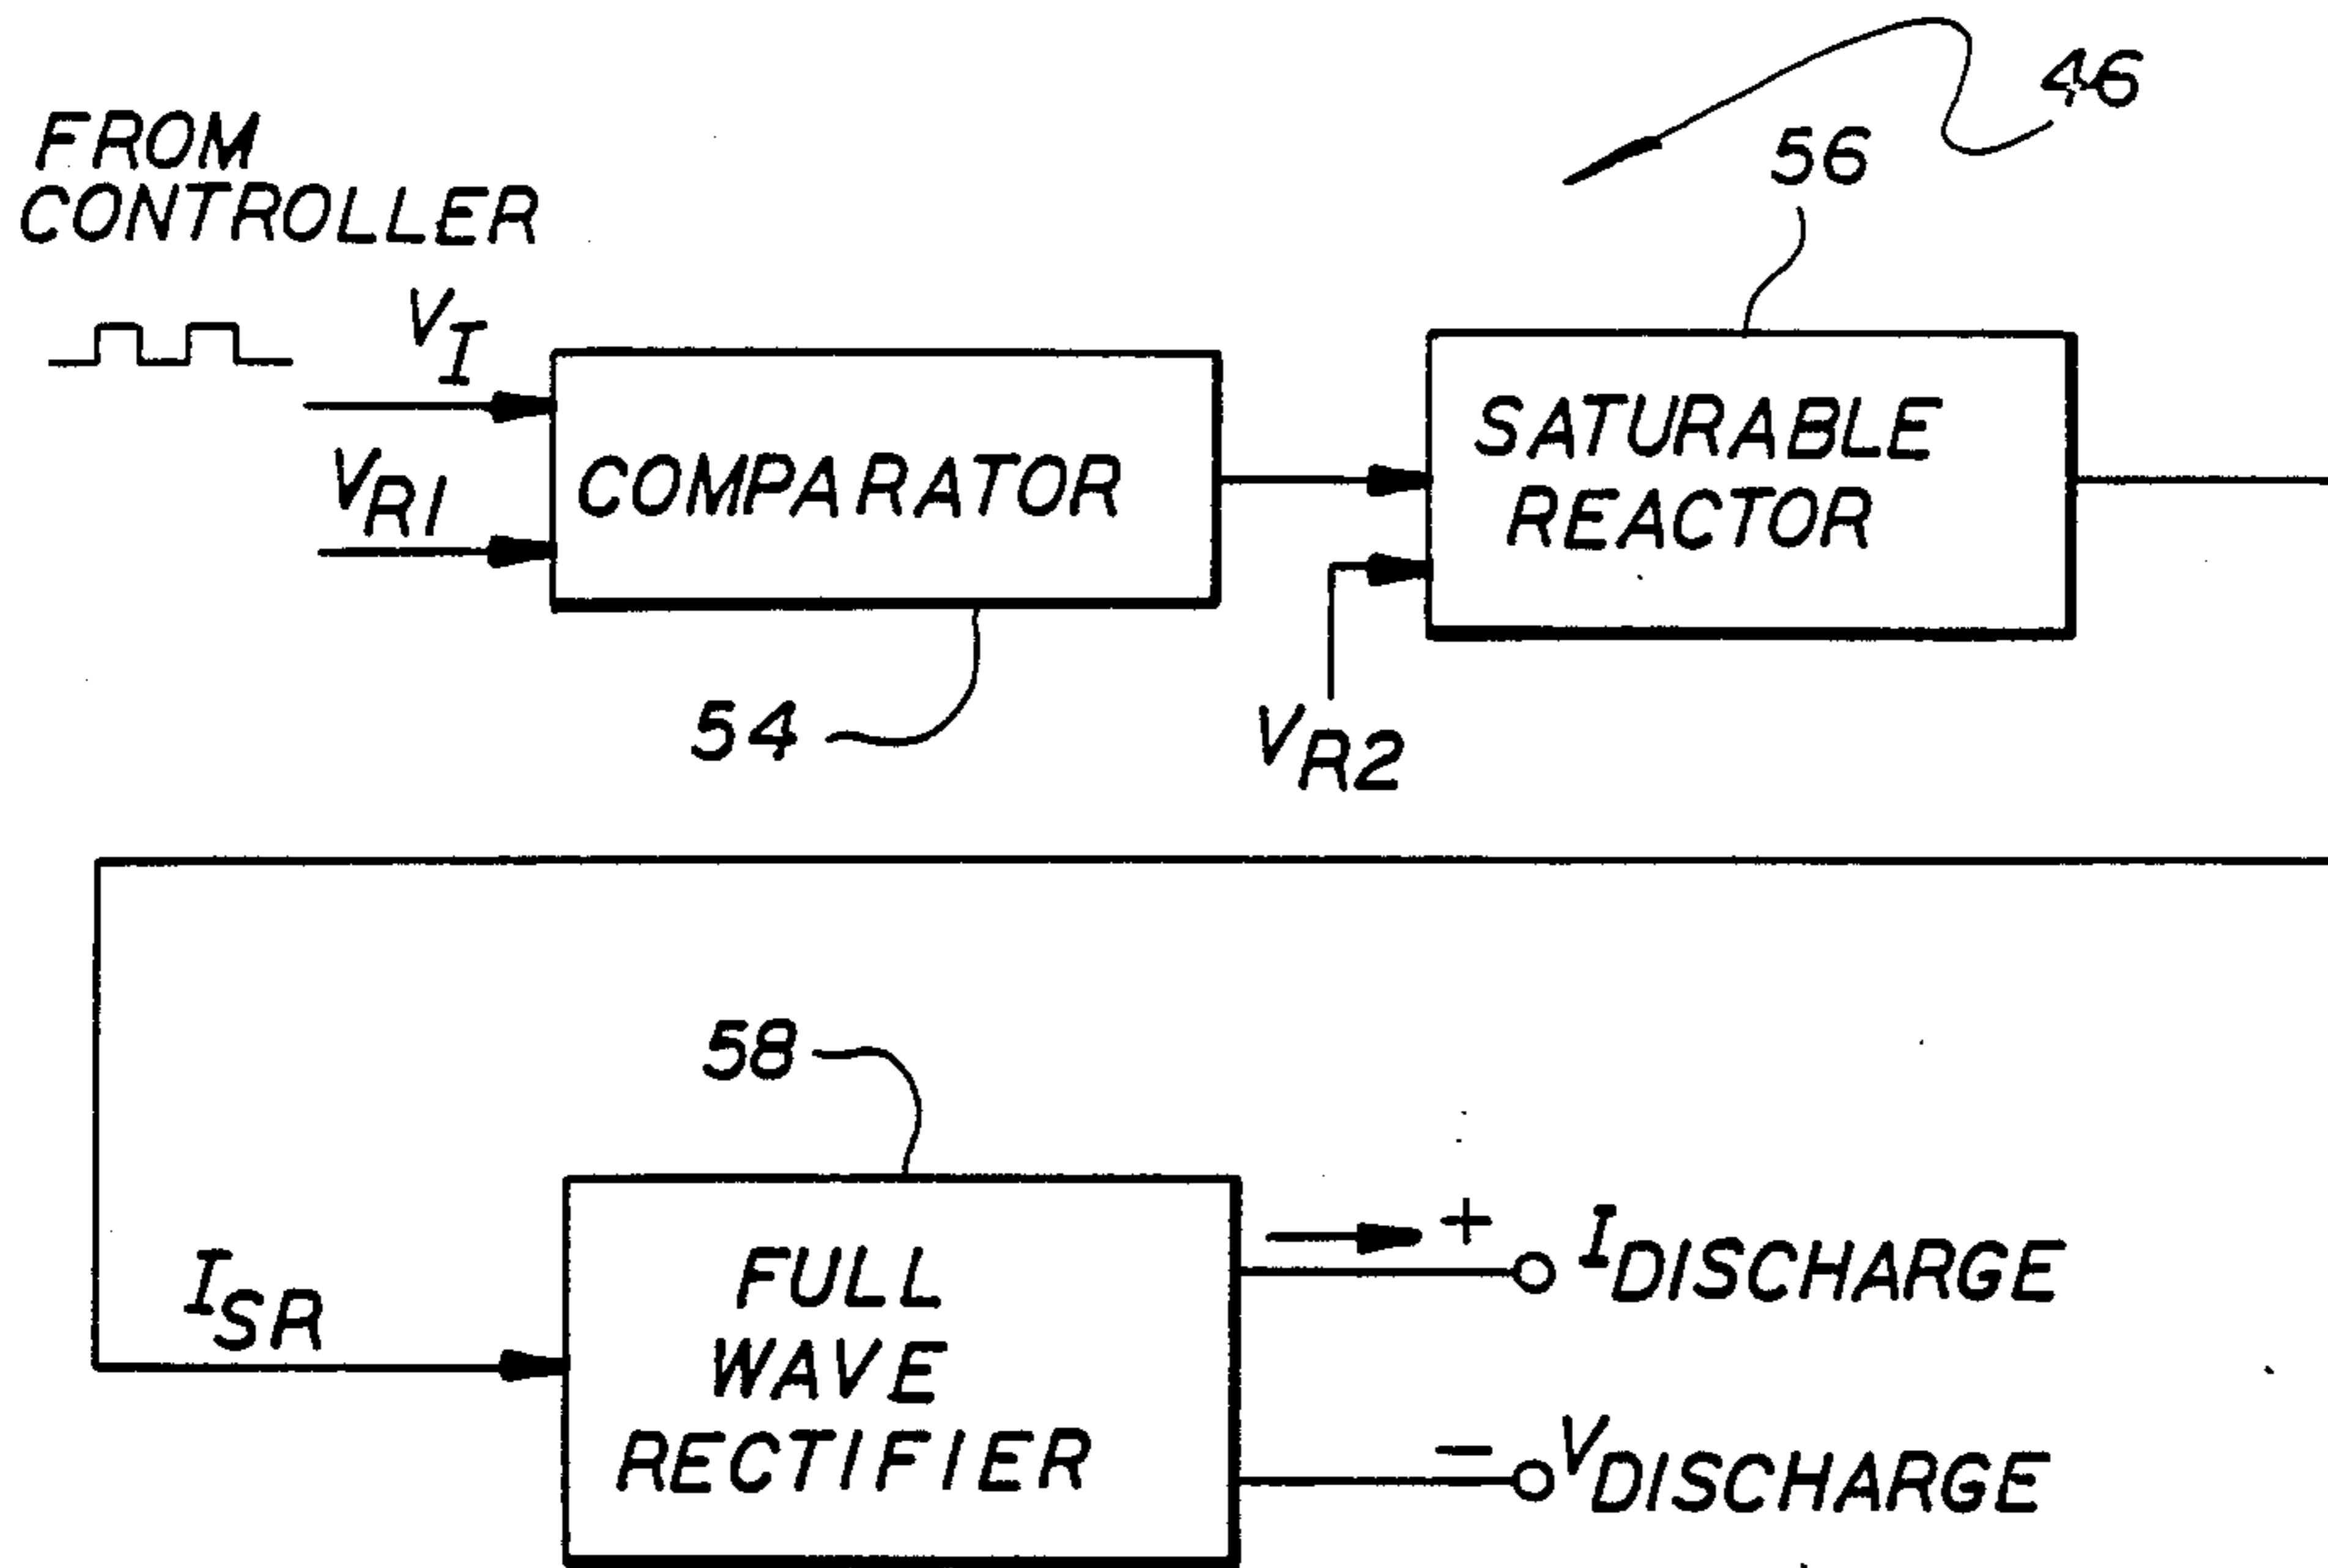 46
FROM
CONTROLLER
56
V_I
V_R1
COMPARATOR
SATURABLE
REACTOR
54
V_R2
58
I_SR
FULL
WAVE
RECTIFIER
+
I_DISCHARGE
−
V_DISCHARGE